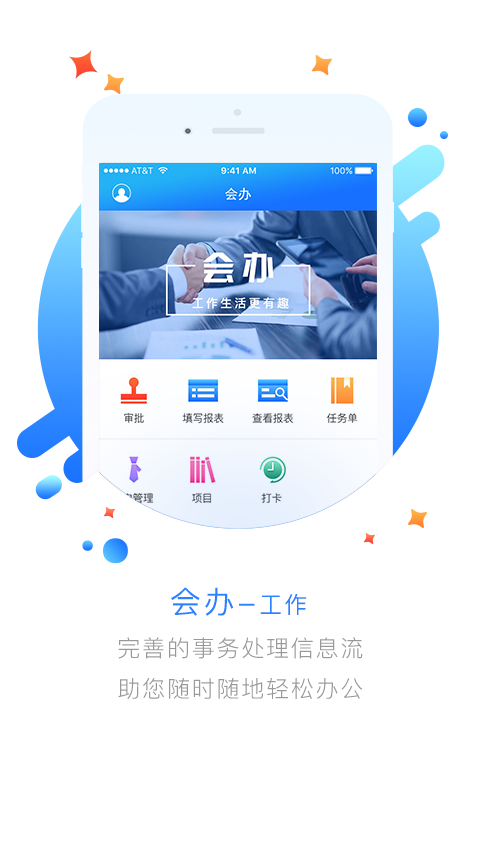 AT&T 9:41 AM 100%
会办
会办
工作生活更有趣
审批 填写报表 查看报表 任务单
管理 项目 打卡
会办–工作
完善的事务处理信息流
助您随时随地轻松办公